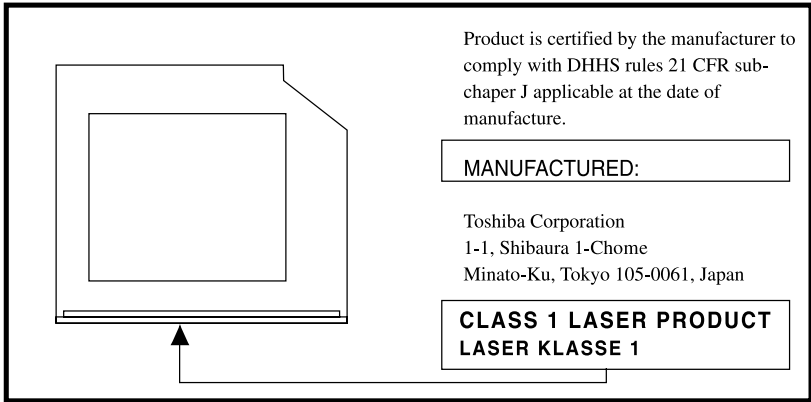 Product is certified by the manufacturer to
comply with DHHS rules 21 CFR sub-
chaper J applicable at the date of
manufacture.
MANUFACTURED:
Toshiba Corporation
1-1, Shibaura 1-Chome
Minato-Ku, Tokyo 105-0061, Japan
CLASS 1 LASER PRODUCT
LASER KLASSE 1